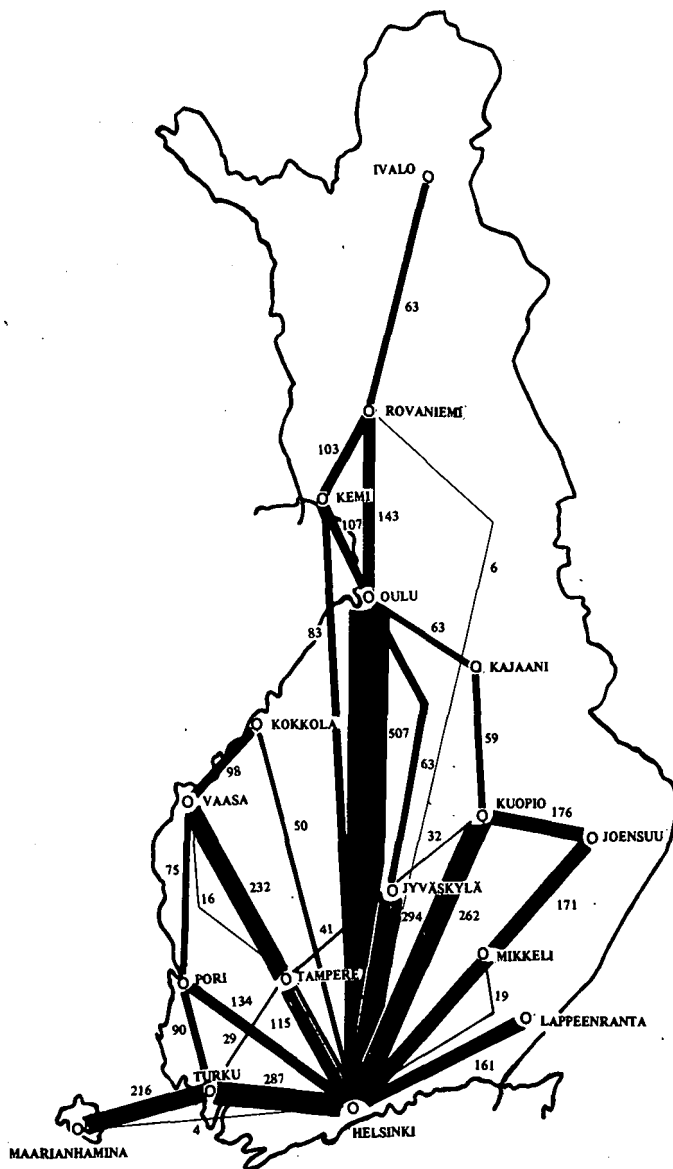 IVALO
63
ROVANIEMI
103
KEMI
107
143
6
OULU
83
63
KAJAANI
KOKKOLA
507
63
59
98
VAASA
KUOPIO
176
50
32
JOENSUU
75
232
JYVÄSKYLÄ
16
294
262
171
41
MIKKELI
PORI
TAMPERE
134
19
115
LAPPEENRANTA
90
29
TURKU
287
161
216
4
HELSINKI
MAARIANHAMINA